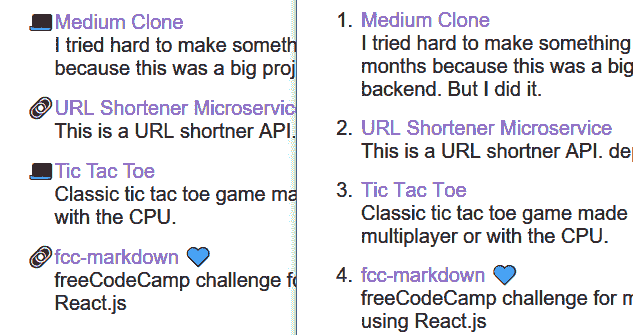 Medium Clone
I tried hard to make someth
because this was a big proj
URL Shortener Microservic
This is a URL shortner API.
Tic Tac Toe
Classic tic tac toe game ma
with the CPU.
fcc-markdown
freeCodeCamp challenge fo
React.js
1. Medium Clone
I tried hard to make something
months because this was a big
backend. But I did it.
2. URL Shortener Microservice
This is a URL shortner API. de
3. Tic Tac Toe
Classic tic tac toe game made
multiplayer or with the CPU.
4. fcc-markdown
freeCodeCamp challenge for m
using React.js